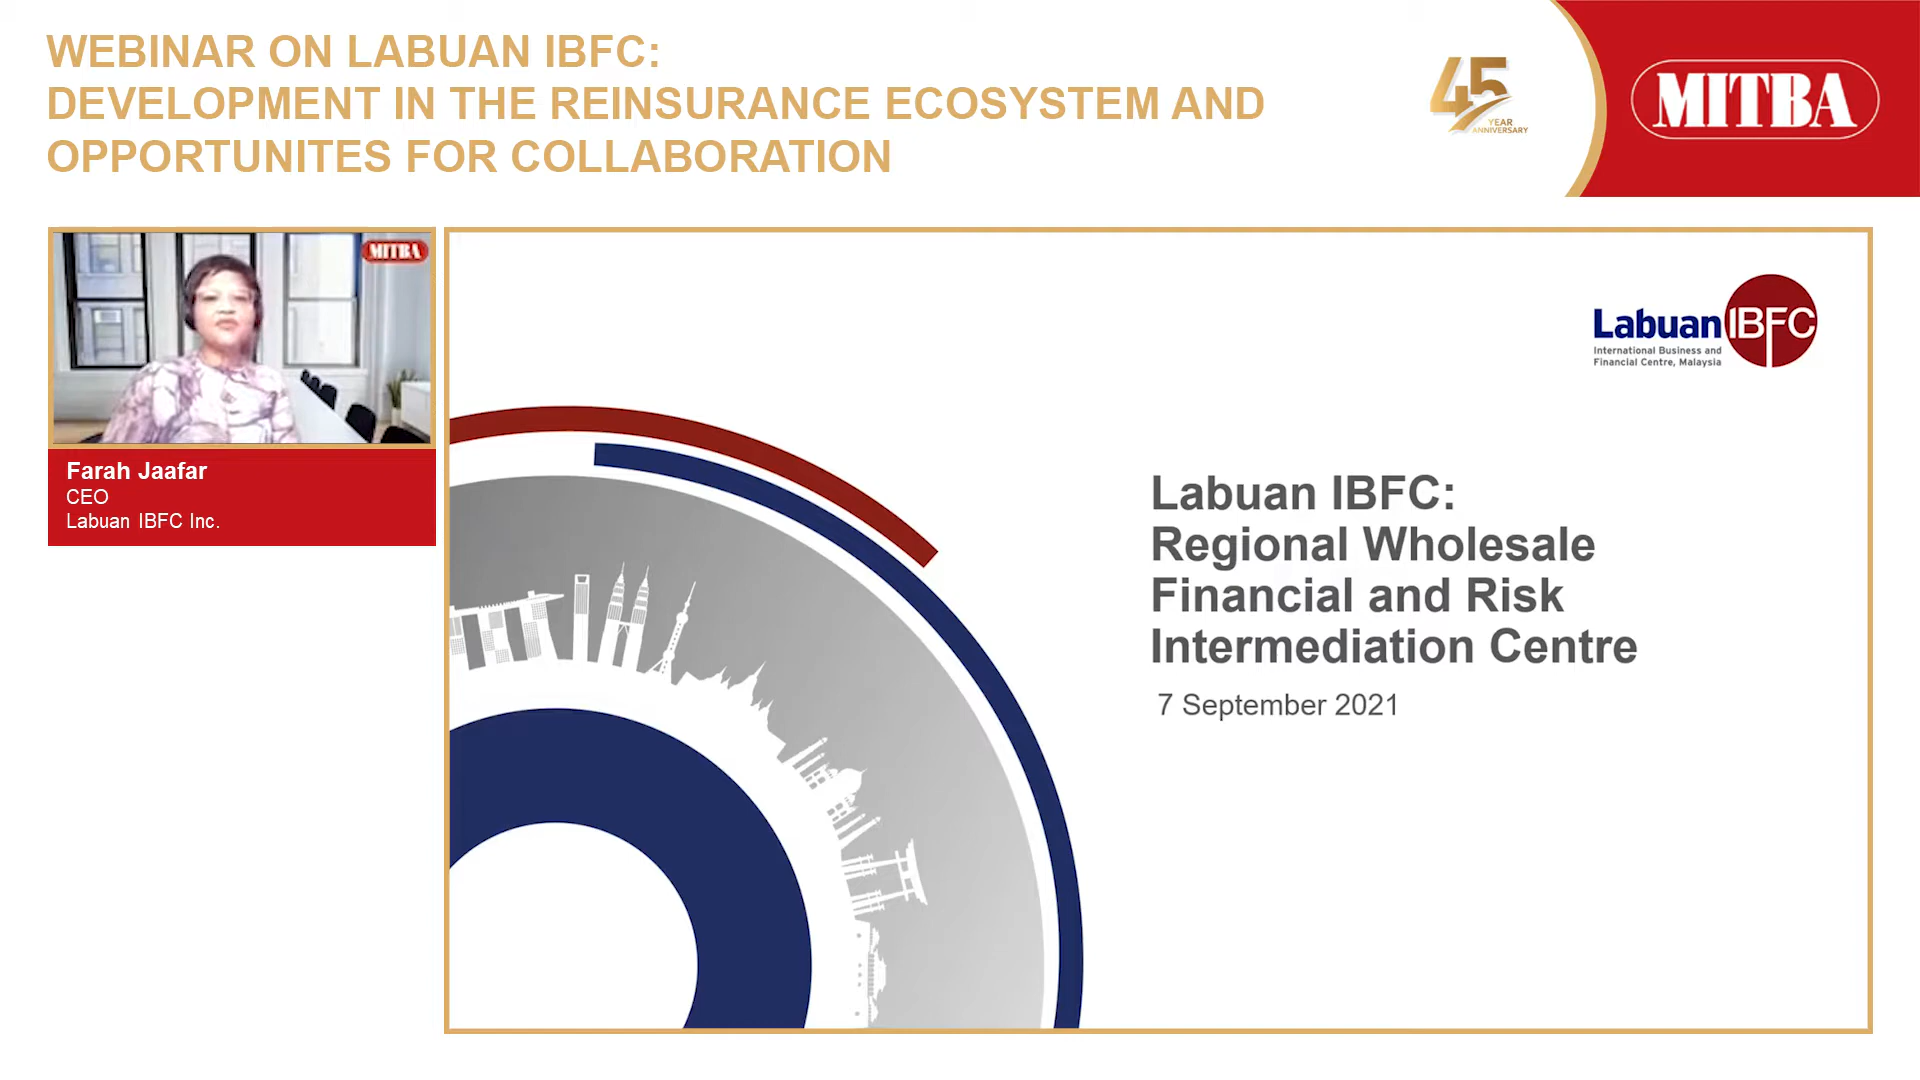 WEBINAR ON LABUAN IBFC:
DEVELOPMENT IN THE REINSURANCE ECOSYSTEM AND
OPPORTUNITES FOR COLLABORATION
45
YEAR
ANNIVERSARY
MITBA
MITBA
Farah Jaafar
CEO
Labuan IBFC Inc.
Labuan IBFC
International Business and
Financial Centre, Malaysia
Labuan IBFC:
Regional Wholesale
Financial and Risk
Intermediation Centre
7 September 2021